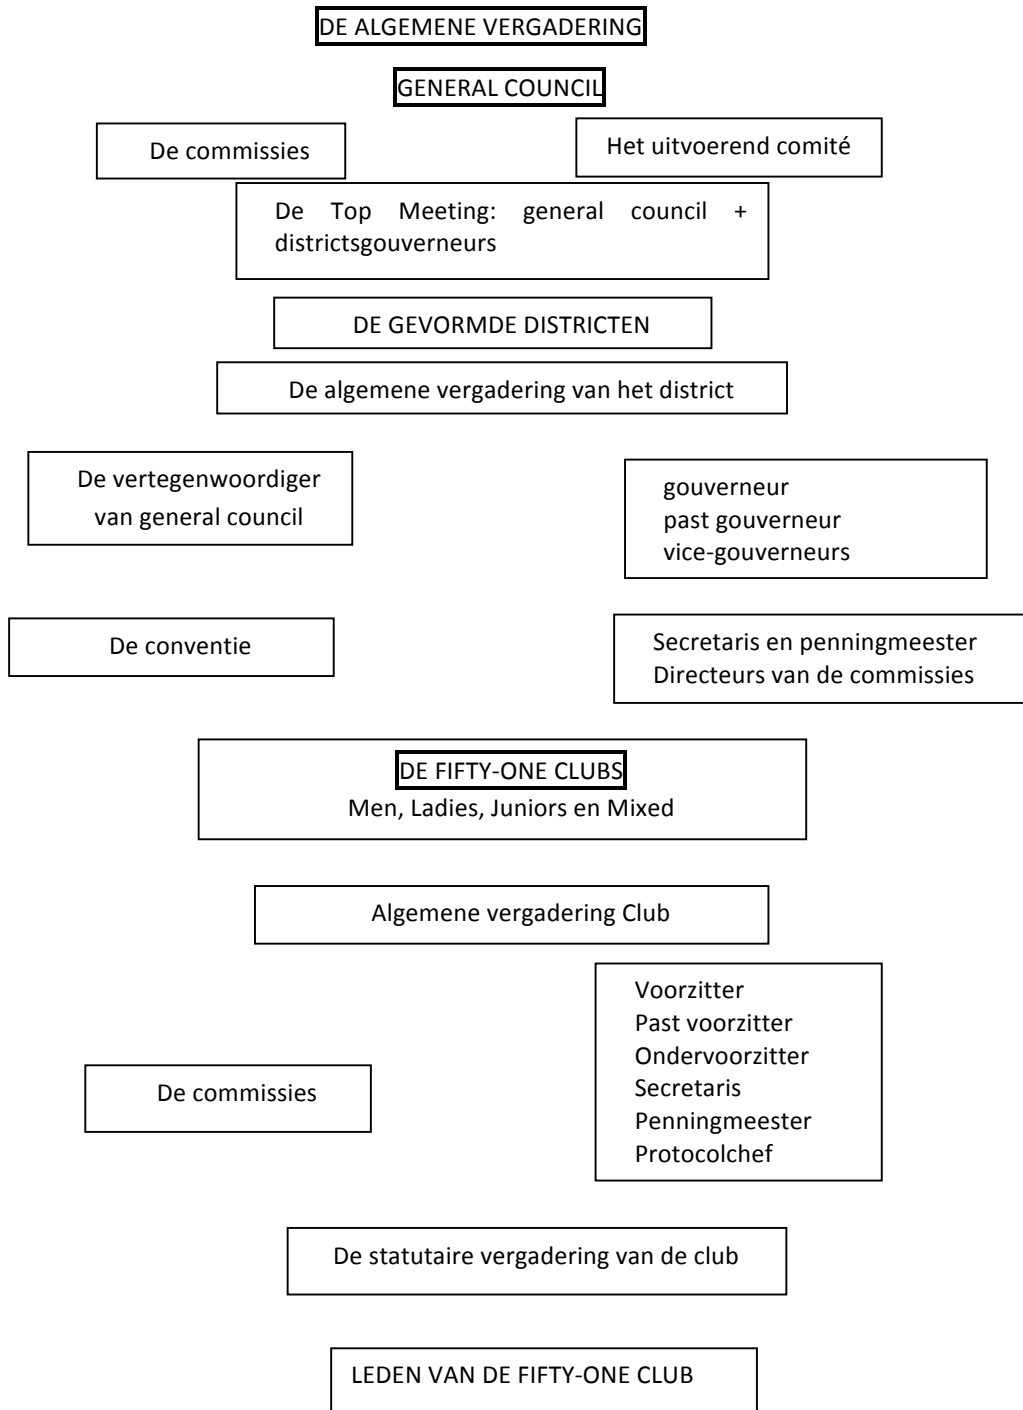 DE ALGEMENE VERGADERING
GENERAL COUNCIL
De commissies
Het uitvoerend comité
De Top Meeting: general council +
districtsgouverneurs
DE GEVORMDE DISTRICTEN
De algemene vergadering van het district
De vertegenwoordiger
van general council
gouverneur
past gouverneur
vice-gouverneurs
De conventie
Secretaris en penningmeester
Directeurs van de commissies
DE FIFTY-ONE CLUBS
Men, Ladies, Juniors en Mixed
Algemene vergadering Club
Voorzitter
Past voorzitter
Ondervoorzitter
Secretaris
Penningmeester
Protocolchef
De commissies
De statutaire vergadering van de club
LEDEN VAN DE FIFTY-ONE CLUB